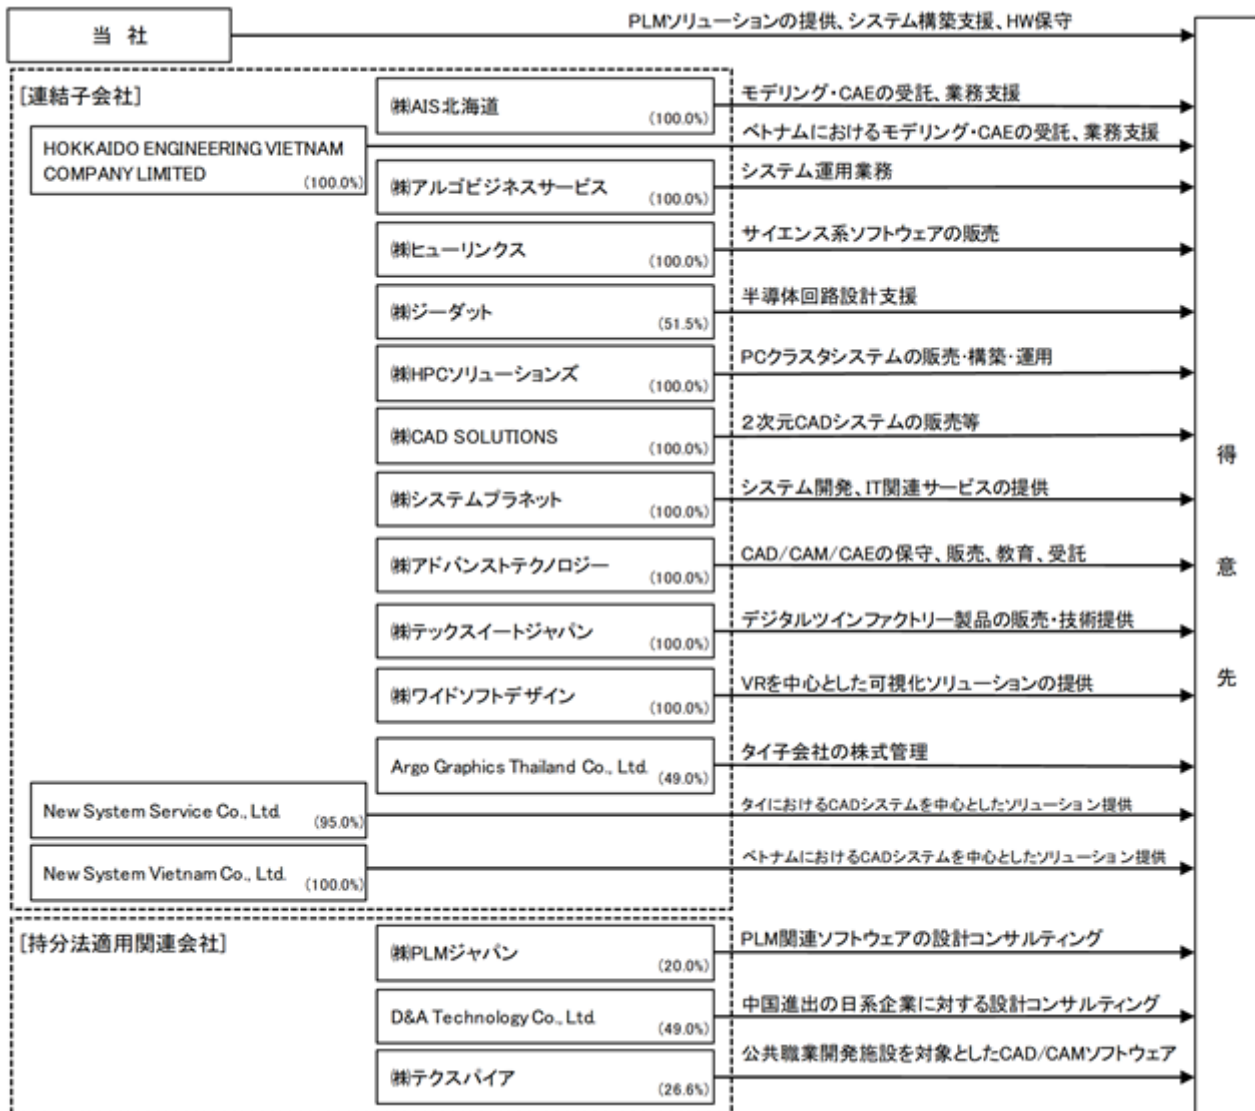 当 社
PLMソリューションの提供、システム構築支援、HW保守
[連結子会社]
㈱AIS北海道
(100.0%)
モデリング・CAEの受託、業務支援
HOKKAIDO ENGINEERING VIETNAM
COMPANY LIMITED
(100.0%)
ベトナムにおけるモデリング・CAEの受託、業務支援
㈱アルゴビジネスサービス
(100.0%)
システム運用業務
㈱ヒューリンクス
(100.0%)
サイエンス系ソフトウェアの販売
㈱ジーダット
(51.5%)
半導体回路設計支援
㈱HPCソリューションズ
(100.0%)
PCクラスタシステムの販売・構築・運用
㈱CAD SOLUTIONS
(100.0%)
２次元CADシステムの販売等
㈱システムプラネット
(100.0%)
システム開発、IT関連サービスの提供
㈱アドバンストテクノロジー
(100.0%)
CAD/CAM/CAEの保守、販売、教育、受託
㈱テックスイートジャパン
(100.0%)
デジタルツインファクトリー製品の販売・技術提供
㈱ワイドソフトデザイン
(100.0%)
VRを中心とした可視化ソリューションの提供
Argo Graphics Thailand Co., Ltd.
(49.0%)
タイ子会社の株式管理
New System Service Co., Ltd.
(95.0%)
タイにおけるCADシステムを中心としたソリューション提供
New System Vietnam Co., Ltd.
(100.0%)
ベトナムにおけるCADシステムを中心としたソリューション提供
[持分法適用関連会社]
㈱PLMジャパン
(20.0%)
PLM関連ソフトウェアの設計コンサルティング
D&A Technology Co., Ltd.
(49.0%)
中国進出の日系企業に対する設計コンサルティング
㈱テクスパイア
(26.6%)
公共職業開発施設を対象としたCAD/CAMソフトウェア
得意先